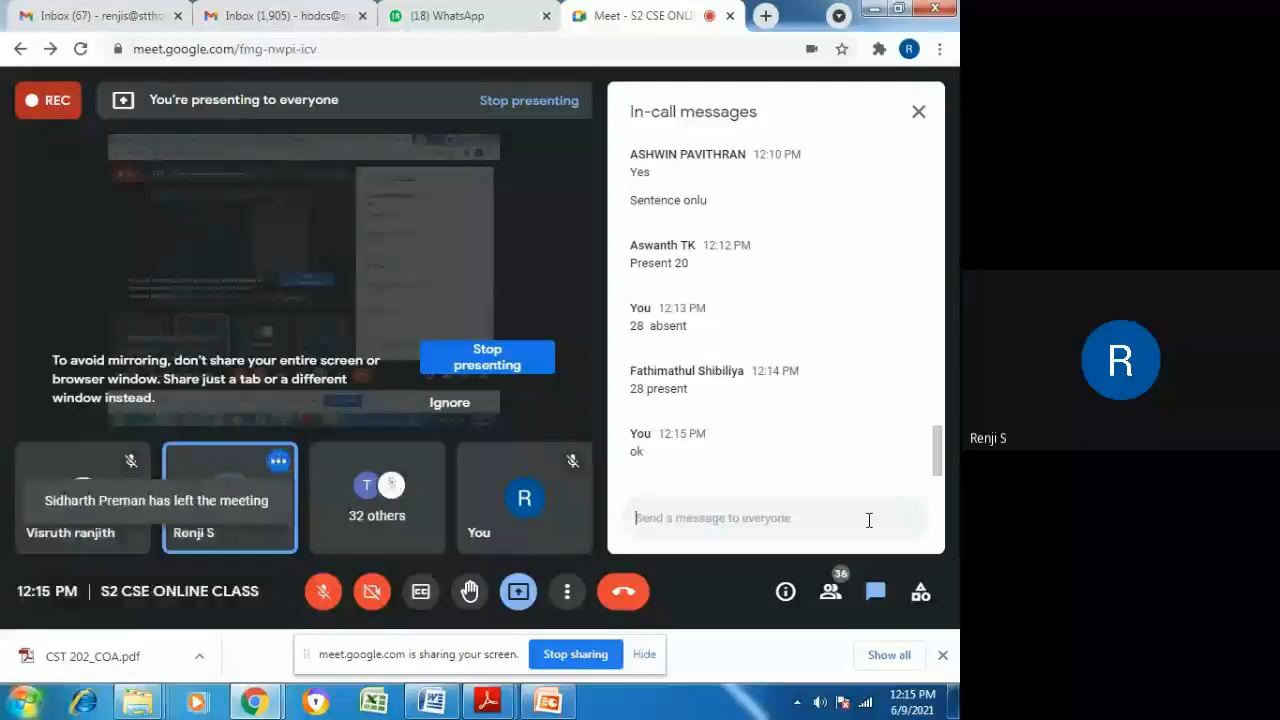 Inbox (67) - renjis@sttho
Inbox (1,905) - hodcs@s
(18) WhatsApp
Meet - S2 CSE ONLI
meet.google.com/fmg-nwpi-icv
R
REC
You're presenting to everyone
Stop presenting
To avoid mirroring, don't share your entire screen or
browser window. Share just a tab or a different
window instead.
Stop
presenting
Ignore
Sidharth Preman has left the meeting
Visruth ranjith
Renji S
T
32 others
R
You
In-call messages
ASHWIN PAVITHRAN 12:10 PM
Yes
Sentence onlu
Aswanth TK 12:12 PM
Present 20
You 12:13 PM
28 absent
Fathimathul Shibiliya 12:14 PM
28 present
You 12:15 PM
ok
Send a message to everyone
R
Renji S
12:15 PM | S2 CSE ONLINE CLASS
CC
36
CST 202_COA.pdf
meet.google.com is sharing your screen.
Stop sharing
Hide
Show all
12:15 PM
6/9/2021